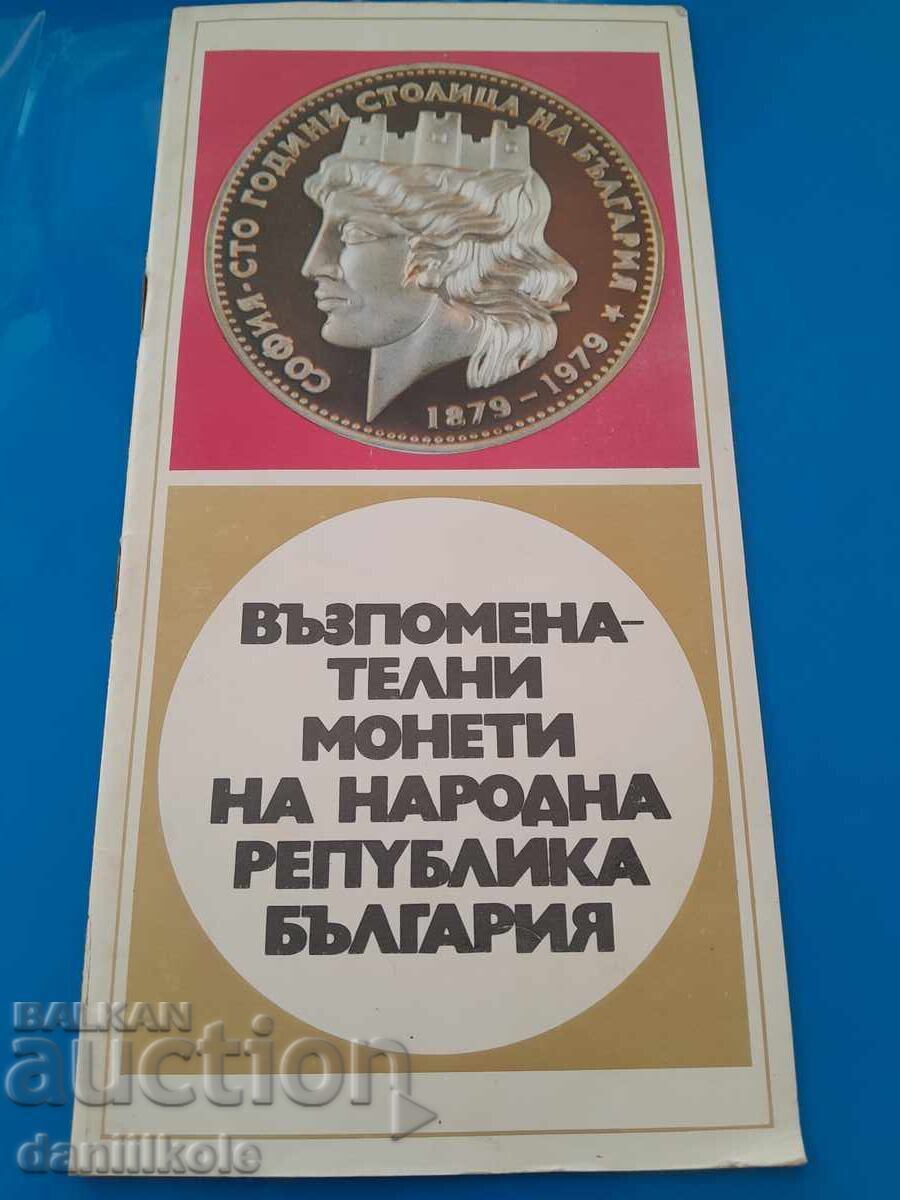 СОФИЯ-СТО ГОДИНИ СТОЛИЦА НА БЪЛГАРИЯ ★
1879-1979
ВЪЗПОМЕНА-
ТЕЛНИ
МОНЕТИ
НА НАРОДНА
РЕПУБЛИКА
БЪЛГАРИЯ
BALKAN
auction
daniilkole